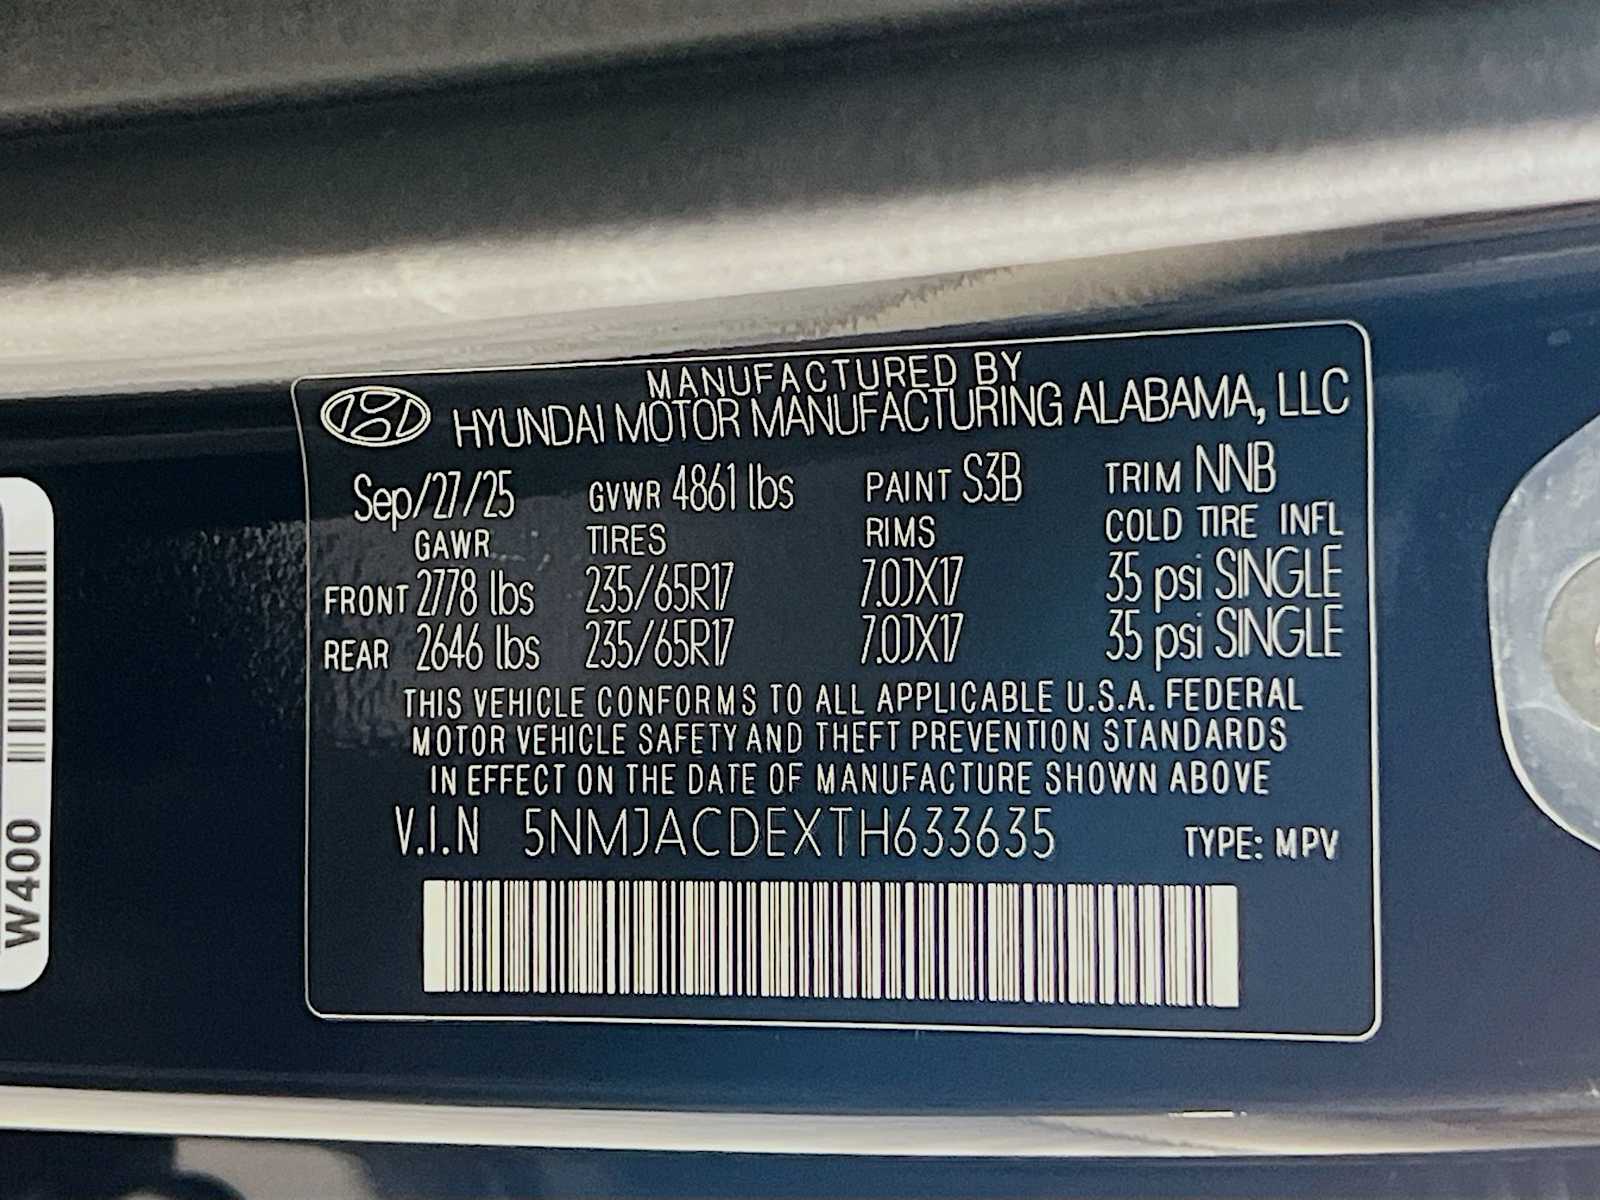 MANUFACTURED BY
HYUNDAI MOTOR MANUFACTURING ALABAMA, LLC
Sep/27/25 GVWR 4861 lbs PAINT S3B TRIM NNB
GAWR TIRES RIMS COLD TIRE INFL
FRONT 2778 lbs 235/65R17 7.0JX17 35 psi SINGLE
REAR 2646 lbs 235/65R17 7.0JX17 35 psi SINGLE
THIS VEHICLE CONFORMS TO ALL APPLICABLE U.S.A. FEDERAL
MOTOR VEHICLE SAFETY AND THEFT PREVENTION STANDARDS
IN EFFECT ON THE DATE OF MANUFACTURE SHOWN ABOVE
V.I.N 5NMJACDEXTH633635 TYPE: MPV
W400